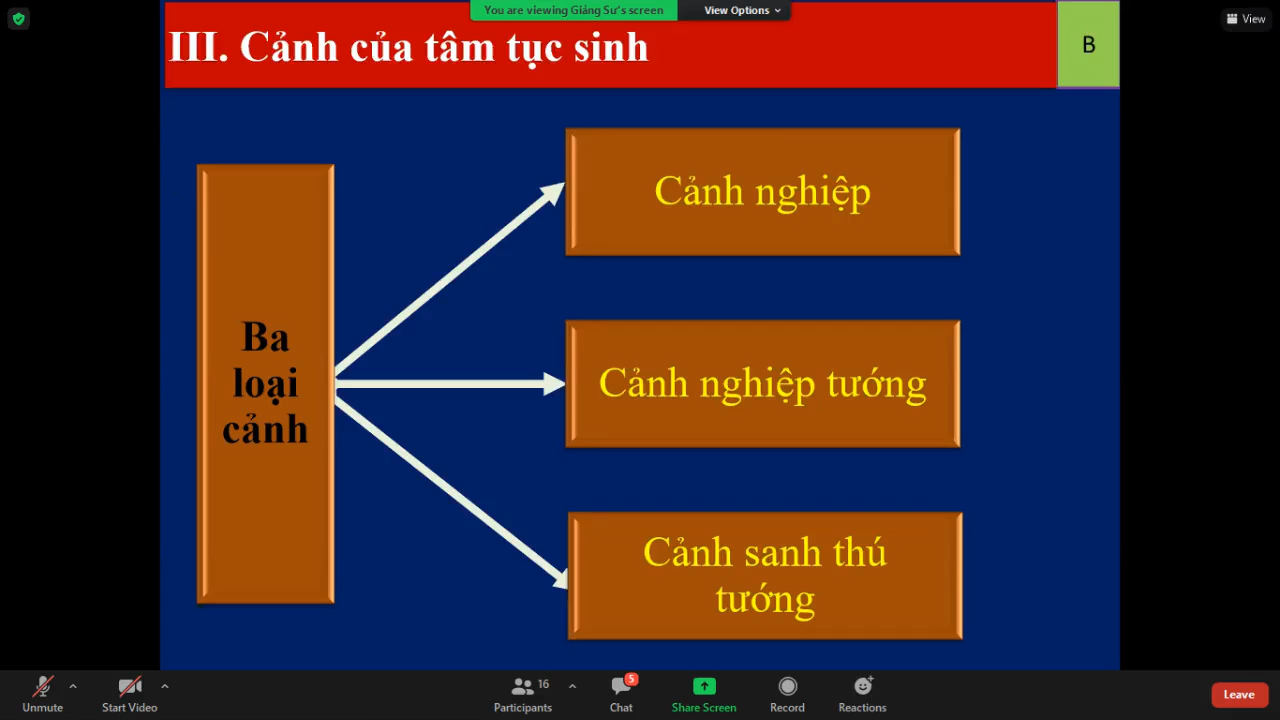 You are viewing Giảng Sư's screen
View Options
View
III. Cảnh của tâm tục sinh
B
Cảnh nghiệp
Ba
loại
cảnh
Cảnh nghiệp tướng
Cảnh sanh thú
tướng
Unmute
Start Video
16
Participants
5
Chat
Share Screen
Record
Reactions
Leave